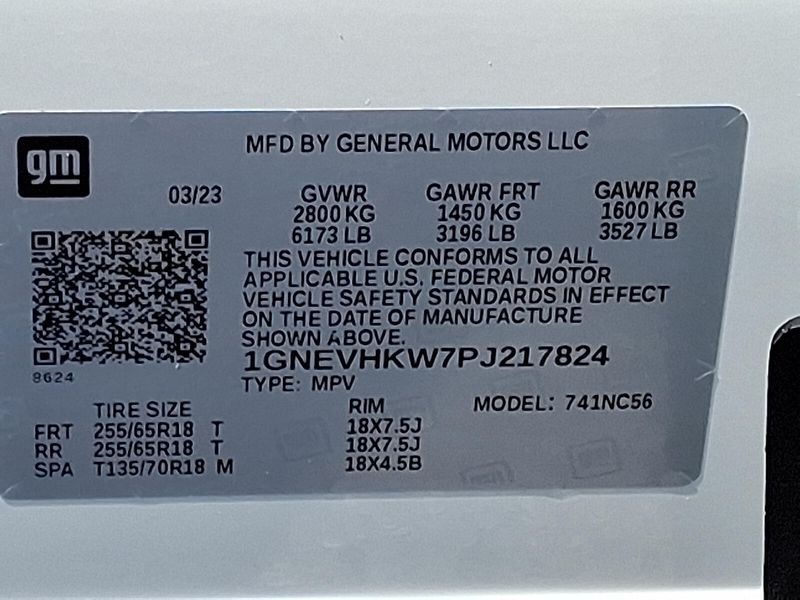 gm
MFD BY GENERAL MOTORS LLC
03/23 GVWR GAWR FRT GAWR RR
2800 KG 1450 KG 1600 KG
6173 LB 3196 LB 3527 LB
THIS VEHICLE CONFORMS TO ALL
APPLICABLE U.S. FEDERAL MOTOR
VEHICLE SAFETY STANDARDS IN EFFECT
ON THE DATE OF MANUFACTURE
SHOWN ABOVE.
1GNEVHKW7PJ217824
8624
TYPE: MPV
TIRE SIZE RIM MODEL: 741NC56
FRT 255/65R18 T 18X7.5J
RR 255/65R18 T 18X7.5J
SPA T135/70R18 M 18X4.5B